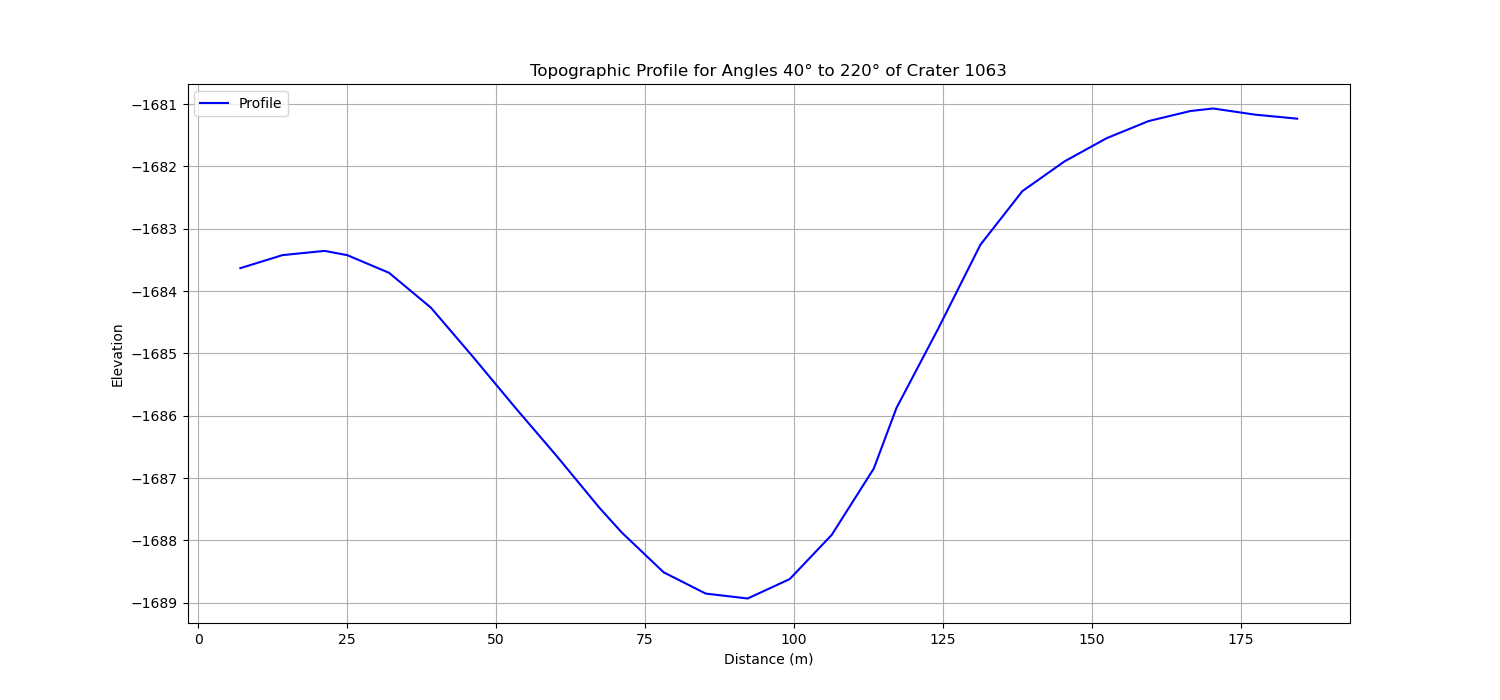 Topographic Profile for Angles 40° to 220° of Crater 1063
Profile
−1681
−1682
−1683
−1684
−1685
−1686
−1687
−1688
−1689
Elevation
0 25 50 75 100 125 150 175
Distance (m)